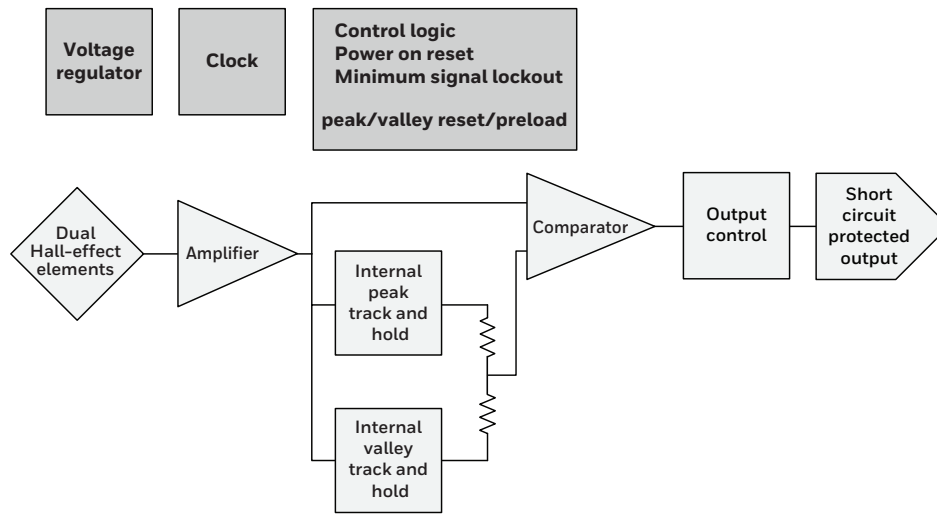 Voltage
regulator
Clock
Control logic
Power on reset
Minimum signal lockout
peak/valley reset/preload
Dual
Hall-effect
elements
Amplifier
Internal
peak
track and
hold
Internal
valley
track and
hold
Comparator
Output
control
Short
circuit
protected
output